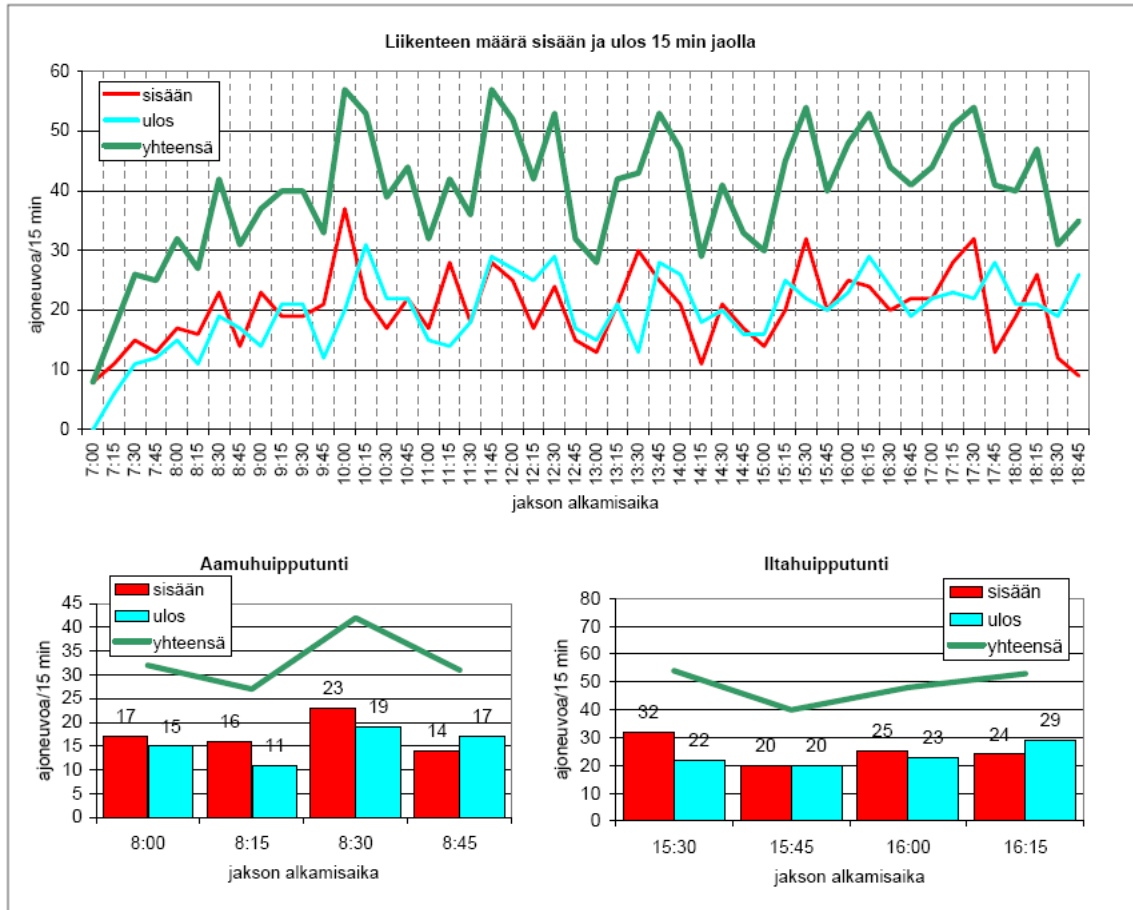 Liikenteen määrä sisään ja ulos 15 min jaolla
sisään
ulos
yhteensä
ajoneuvoa/15 min
60
50
40
30
20
10
0
7:00 7:15 7:30 7:45 8:00 8:15 8:30 8:45 9:00 9:15 9:30 9:45 10:00 10:15 10:30 10:45 11:00 11:15 11:30 11:45 12:00 12:15 12:30 12:45 13:00 13:15 13:30 13:45 14:00 14:15 14:30 14:45 15:00 15:15 15:30 15:45 16:00 16:15 16:30 16:45 17:00 17:15 17:30 17:45 18:00 18:15 18:30 18:45
jakson alkamisaika
Aamuhuipputunti
sisään
ulos
yhteensä
ajoneuvoa/15 min
45
40
35
30
25
20
15
10
5
0
17 15 16 11 23 19 14 17
8:00 8:15 8:30 8:45
jakson alkamisaika
Iltahuipputunti
sisään
ulos
yhteensä
ajoneuvoa/15 min
80
70
60
50
40
30
20
10
0
32 22 20 20 25 23 24 29
15:30 15:45 16:00 16:15
jakson alkamisaika